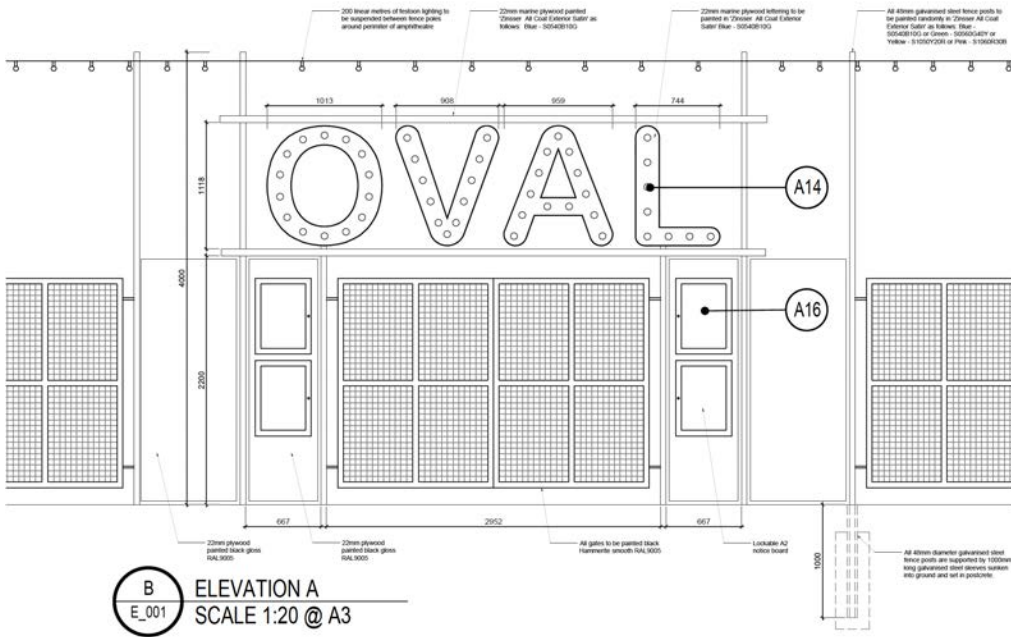 200 linear metres of festoon lighting to
be suspended between fence poles
around perimeter of amphitheatre
22mm marine plywood painted
'Zinsser All Coat Exterior Satin' as
follows: Blue - S0540B10G
22mm marine plywood lettering to be
painted in 'Zinsser All Coat Exterior
Satin' Blue - S0540B10G
All 48mm galvanised steel fence posts to
be painted randomly in 'Zinsser All Coat
Exterior Satin' as follows: Blue -
S0540B10G or Green - S0560G40Y or
Yellow - S1050Y20R or Pink - S1060R30B
1013
908
959
744
OVAL
1118
4000
2200
A14
A16
667
2952
667
1000
22mm plywood
painted black gloss
RAL9005
22mm plywood
painted black gloss
RAL9005
All gates to be painted black
Hammerite smooth RAL9005
Lockable A2
notice board
All 48mm diameter galvanised steel
fence posts are supported by 1000mm
long galvanised steel sleeves sunken
into ground and set in postcrete.
B
E_001
ELEVATION A
SCALE 1:20 @ A3